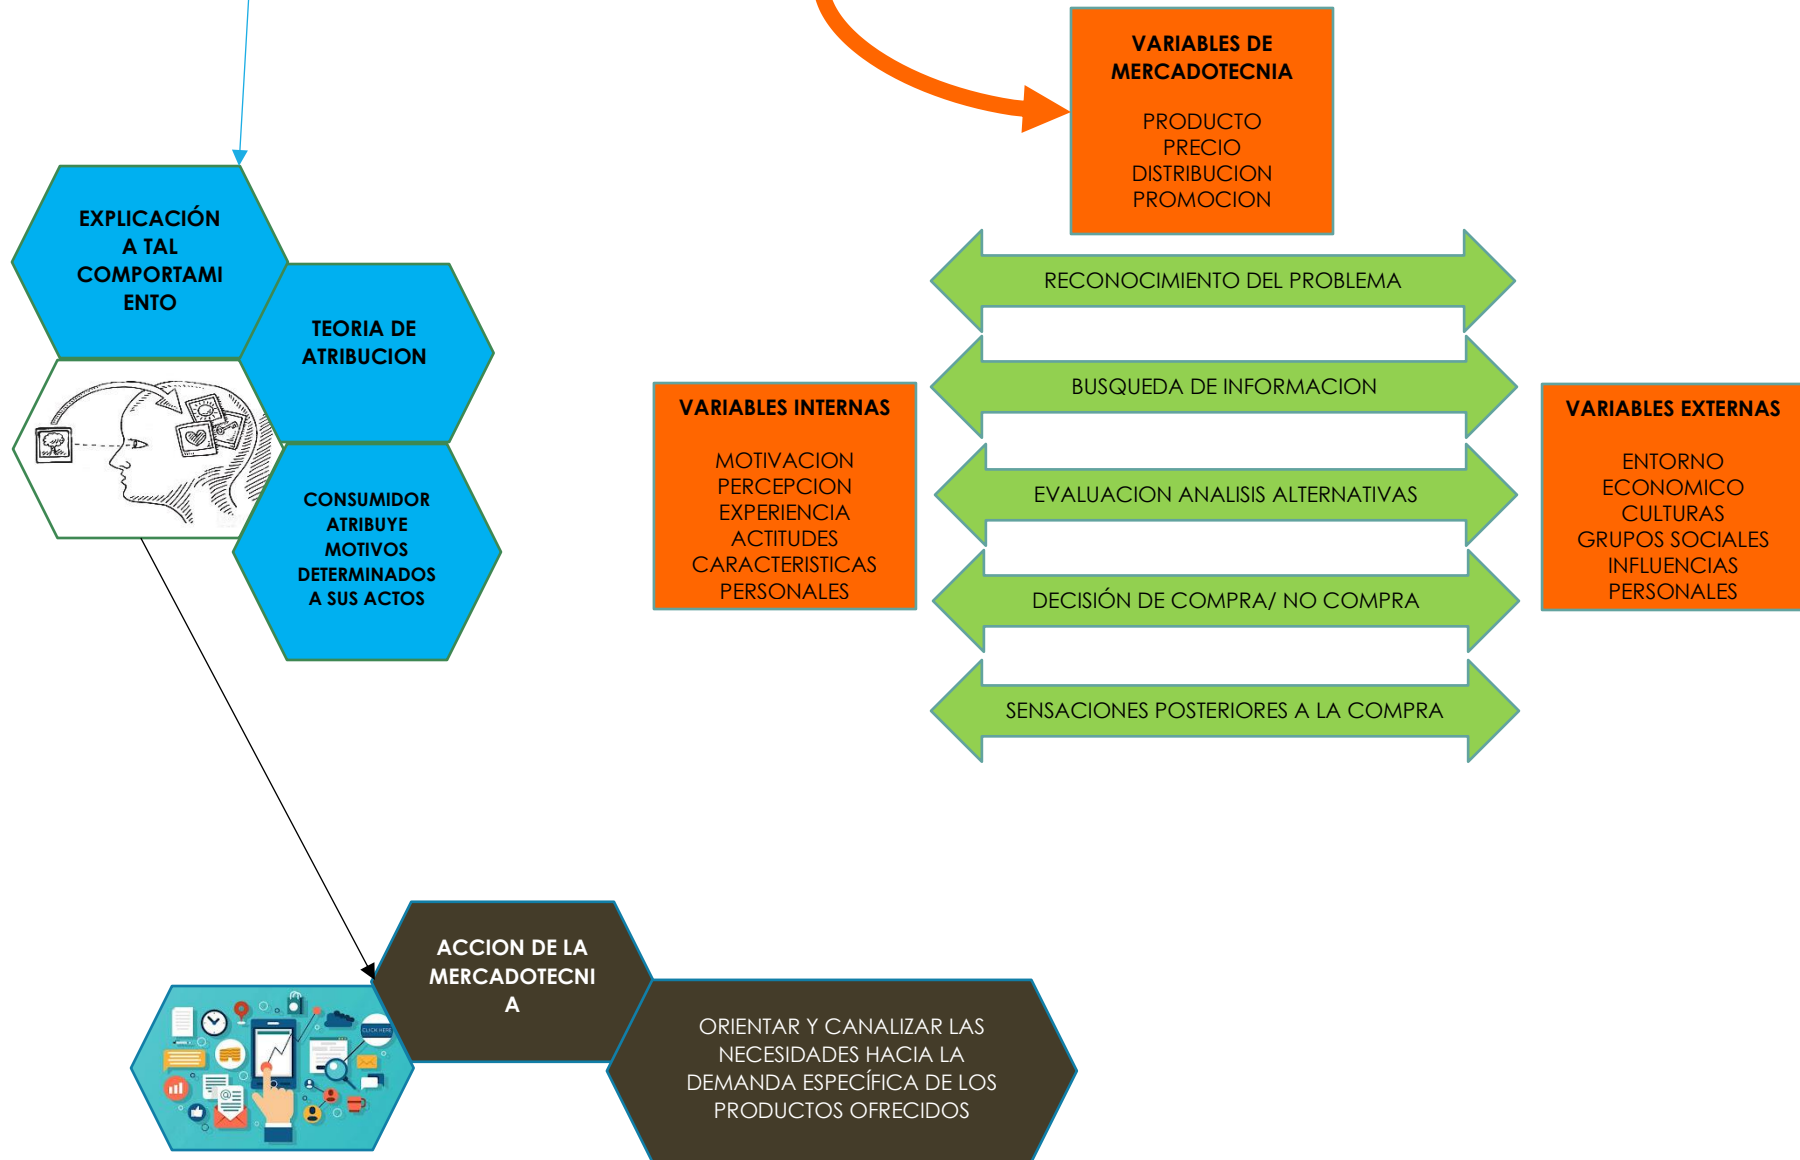 VARIABLES DE
MERCADOTECNIA
PRODUCTO
PRECIO
DISTRIBUCION
PROMOCION
EXPLICACIÓN
A TAL
COMPORTAMI
ENTO
TEORIA DE
ATRIBUCION
CONSUMIDOR
ATRIBUYE
MOTIVOS
DETERMINADOS
A SUS ACTOS
RECONOCIMIENTO DEL PROBLEMA
BUSQUEDA DE INFORMACION
EVALUACION ANALISIS ALTERNATIVAS
DECISIÓN DE COMPRA/ NO COMPRA
SENSACIONES POSTERIORES A LA COMPRA
VARIABLES INTERNAS
MOTIVACION
PERCEPCION
EXPERIENCIA
ACTITUDES
CARACTERISTICAS
PERSONALES
VARIABLES EXTERNAS
ENTORNO
ECONOMICO
CULTURAS
GRUPOS SOCIALES
INFLUENCIAS
PERSONALES
ACCION DE LA
MERCADOTECNI
A
CLICK HERE
ORIENTAR Y CANALIZAR LAS
NECESIDADES HACIA LA
DEMANDA ESPECÍFICA DE LOS
PRODUCTOS OFRECIDOS